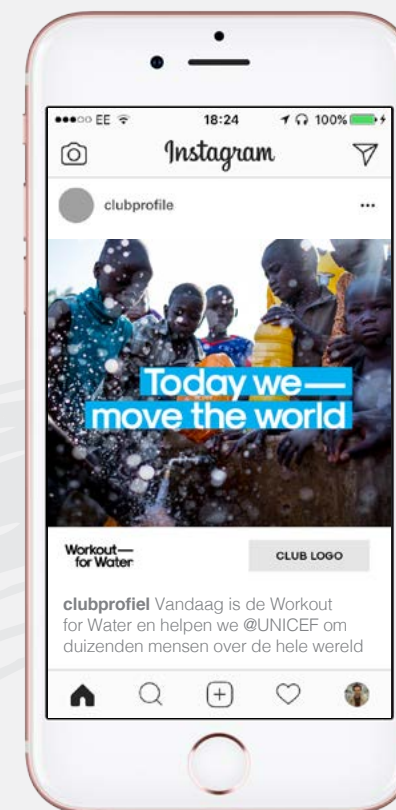 EE 18:24 100%
Instagram
clubprofile
Today we—
move the world
Workout—
for Water
CLUB LOGO
clubprofiel Vandaag is de Workout
for Water en helpen we @UNICEF om
duizenden mensen over de hele wereld